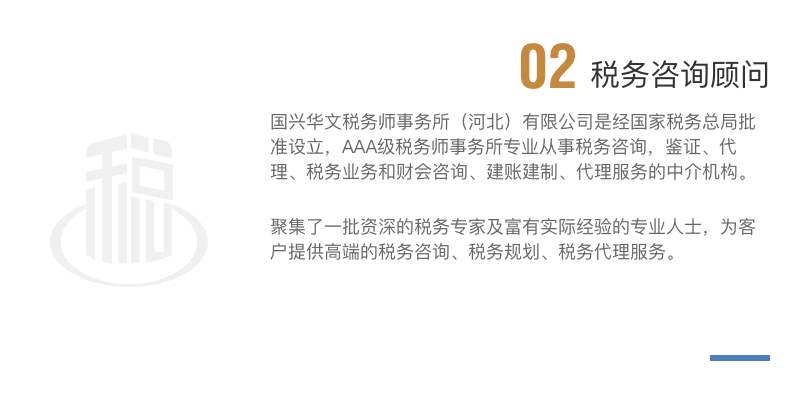 02 税务咨询顾问
国兴华文税务师事务所（河北）有限公司是经国家税务总局批
准设立，AAA级税务师事务所专业从事税务咨询，鉴证、代
理、税务业务和财会咨询、建账建制、代理服务的中介机构。
聚集了一批资深的税务专家及富有实际经验的专业人士，为客
户提供高端的税务咨询、税务规划、税务代理服务。
税